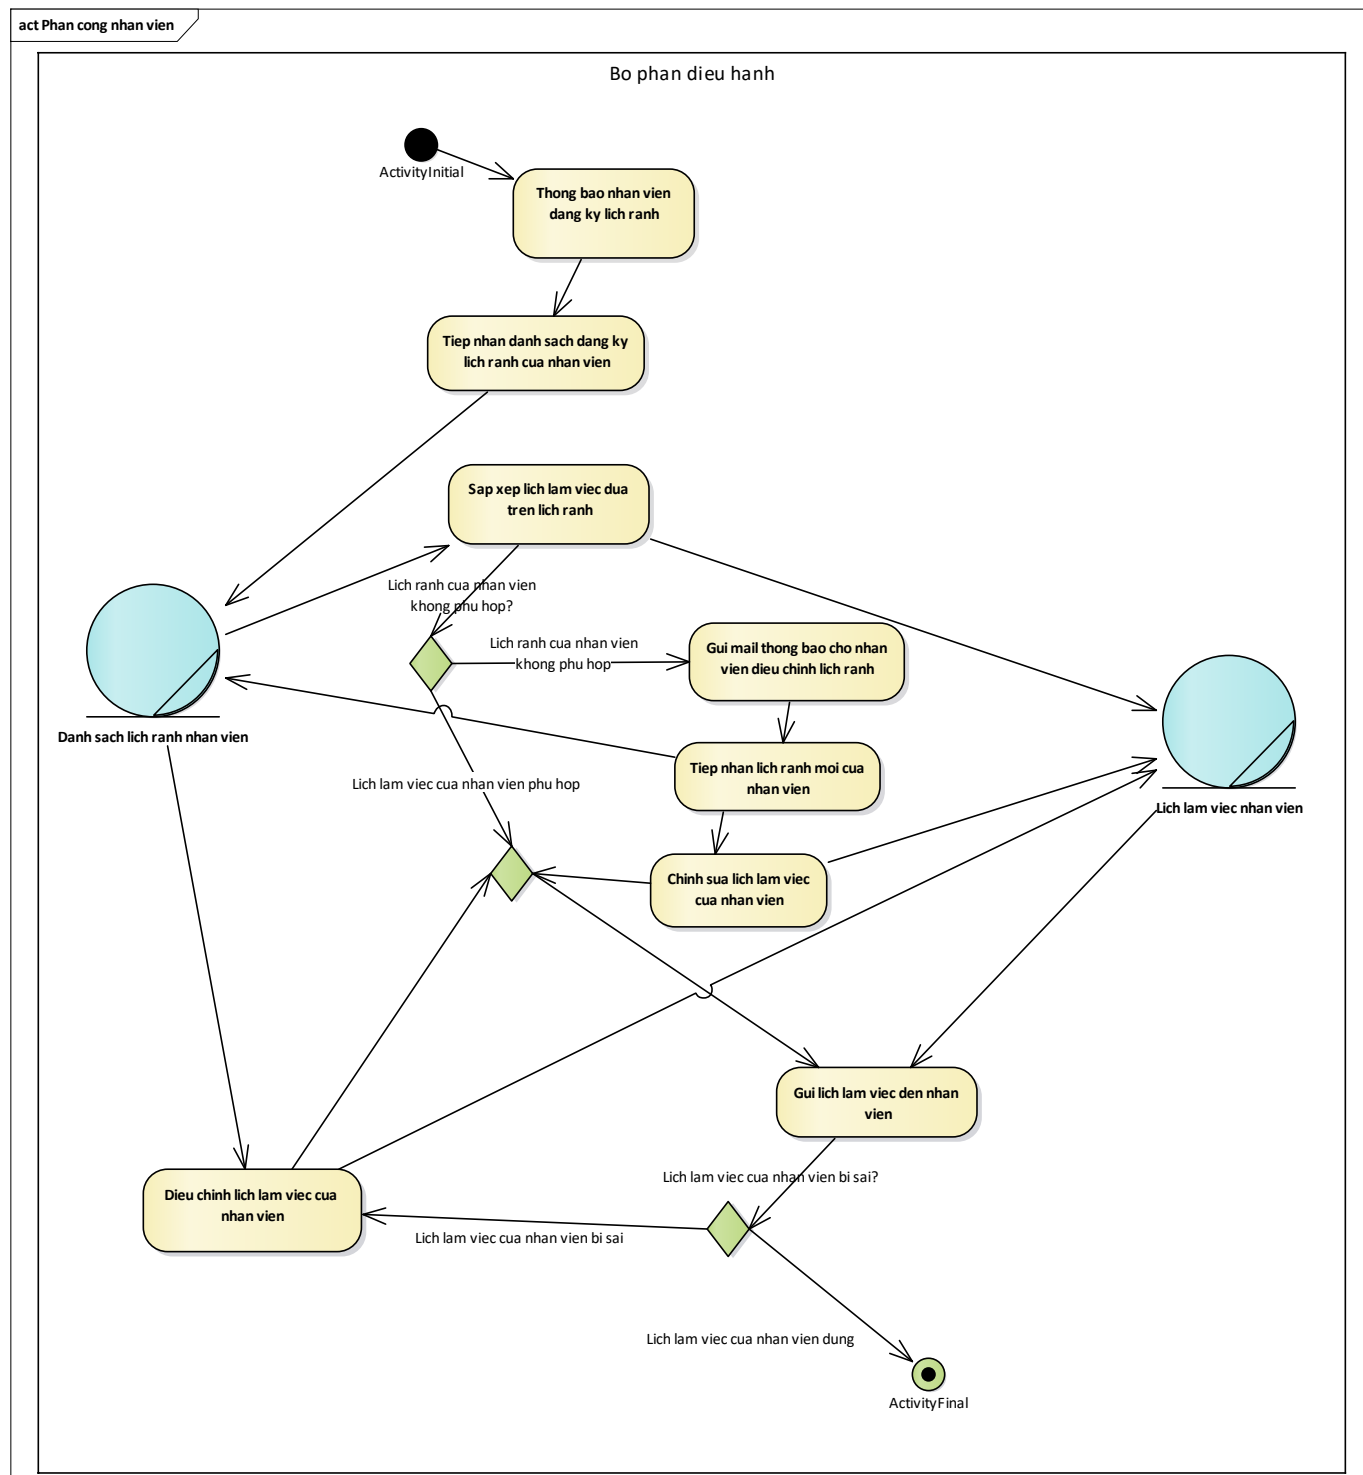 act Phan cong nhan vien
Bo phan dieu hanh
ActivityInitial
Thong bao nhan vien
dang ky lich ranh
Tiep nhan danh sach dang ky
lich ranh cua nhan vien
Sap xep lich lam viec dua
tren lich ranh
Lich ranh cua nhan vien
khong phu hop?
Lich ranh cua nhan vien
khong phu hop
Gui mail thong bao cho nhan
vien dieu chinh lich ranh
Danh sach lich ranh nhan vien
Tiep nhan lich ranh moi cua
nhan vien
Lich lam viec cua nhan vien phu hop
Lich lam viec nhan vien
Chinh sua lich lam viec
cua nhan vien
Gui lich lam viec den nhan
vien
Lich lam viec cua nhan vien bi sai?
Dieu chinh lich lam viec cua
nhan vien
Lich lam viec cua nhan vien bi sai
Lich lam viec cua nhan vien dung
ActivityFinal